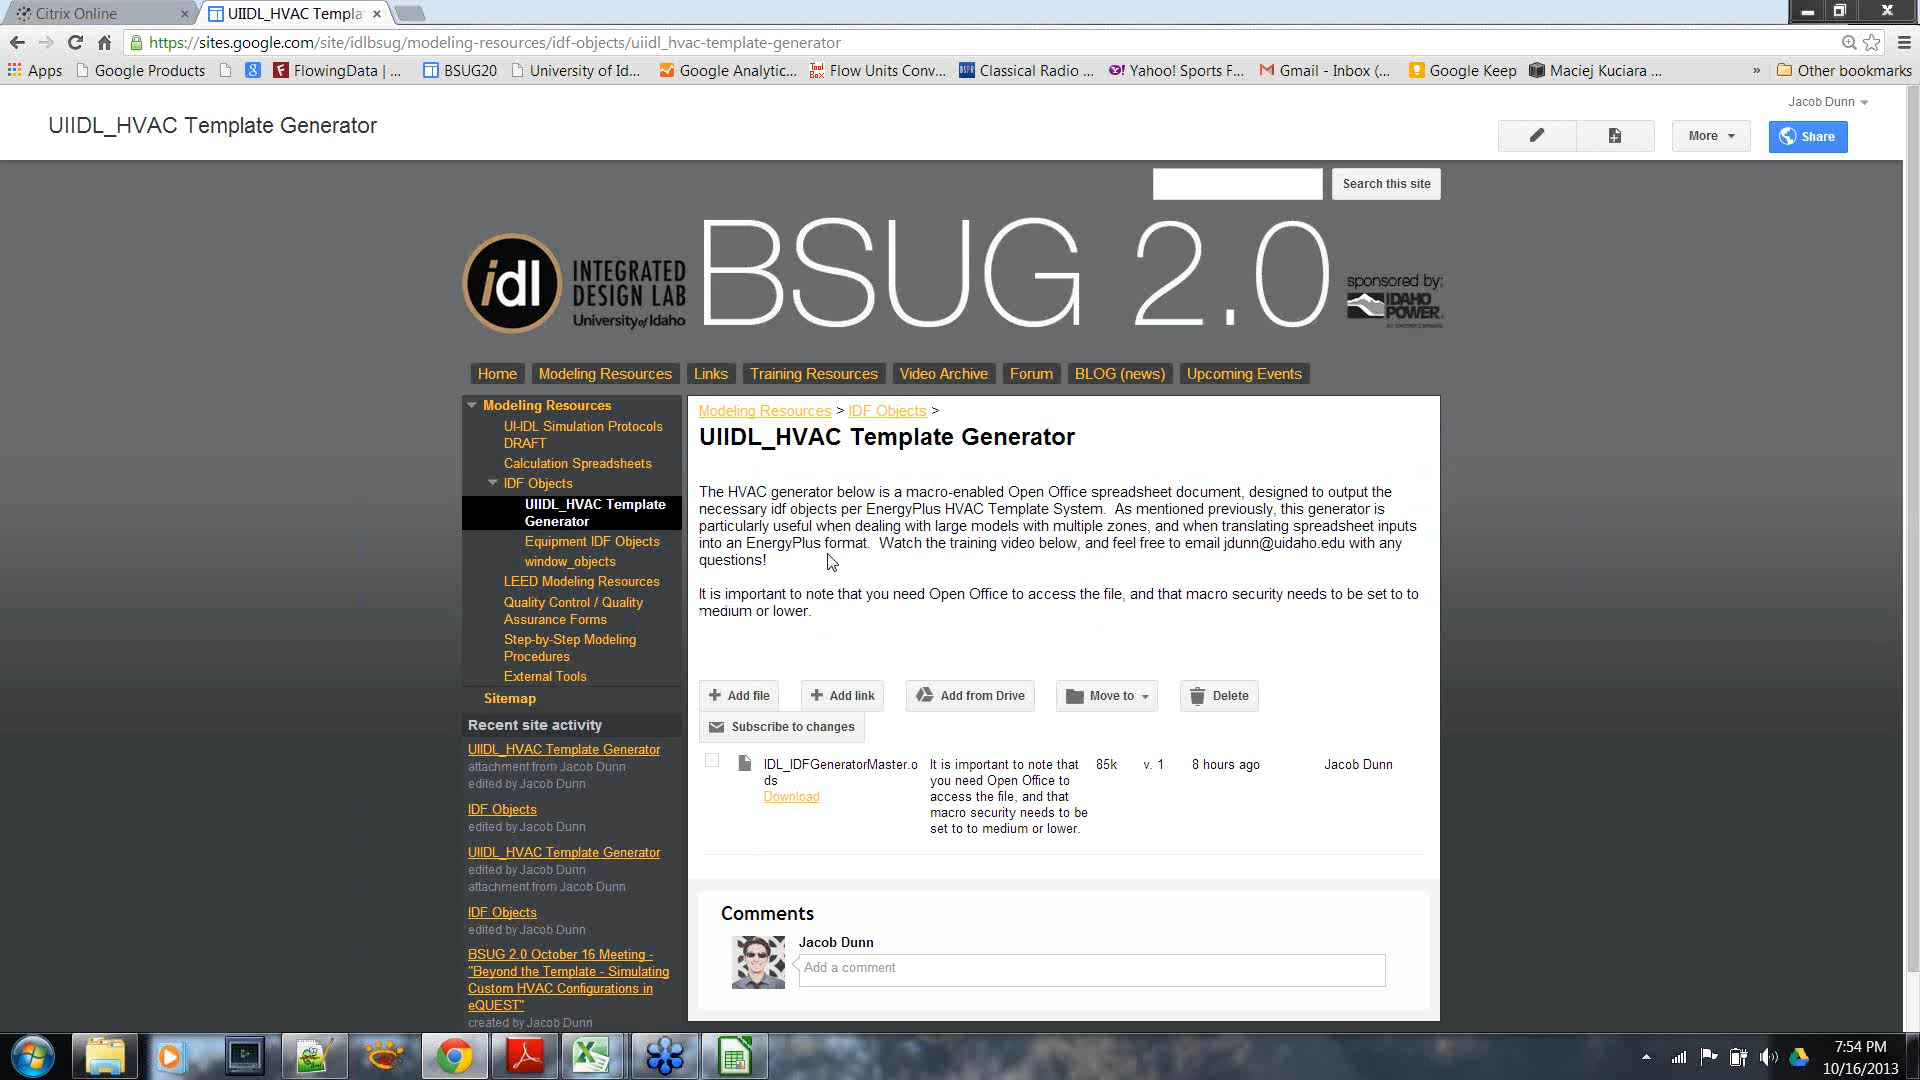 Citrix Online
UIIDL_HVAC Templa
https://sites.google.com/site/idlbsug/modeling-resources/idf-objects/uiidl_hvac-template-generator
Apps Google Products FlowingData | ... BSUG20 University of Id... Google Analytic... Flow Units Conv... Classical Radio ... Yahoo! Sports F... Gmail - Inbox (... Google Keep Maciej Kuciara ... » Other bookmarks
Jacob Dunn
UIIDL_HVAC Template Generator
More
Share
Search this site
idl INTEGRATED
DESIGN LAB
University of Idaho
BSUG 2.0
sponsored by:
IDAHO
POWER
Home Modeling Resources Links Training Resources Video Archive Forum BLOG (news) Upcoming Events
Modeling Resources
UI-IDL Simulation Protocols
DRAFT
Calculation Spreadsheets
IDF Objects
UIIDL_HVAC Template
Generator
Equipment IDF Objects
window_objects
LEED Modeling Resources
Quality Control / Quality
Assurance Forms
Step-by-Step Modeling
Procedures
External Tools
Sitemap
Recent site activity
UIIDL_HVAC Template Generator
attachment from Jacob Dunn
edited by Jacob Dunn
IDF Objects
edited by Jacob Dunn
UIIDL_HVAC Template Generator
edited by Jacob Dunn
attachment from Jacob Dunn
IDF Objects
edited by Jacob Dunn
BSUG 2.0 October 16 Meeting -
"Beyond the Template - Simulating
Custom HVAC Configurations in
eQUEST"
created by Jacob Dunn
Modeling Resources > IDF Objects >
UIIDL_HVAC Template Generator
The HVAC generator below is a macro-enabled Open Office spreadsheet document, designed to output the
necessary idf objects per EnergyPlus HVAC Template System. As mentioned previously, this generator is
particularly useful when dealing with large models with multiple zones, and when translating spreadsheet inputs
into an EnergyPlus format. Watch the training video below, and feel free to email jdunn@uidaho.edu with any
questions!
It is important to note that you need Open Office to access the file, and that macro security needs to be set to to
medium or lower.
Add file Add link Add from Drive Move to Delete
Subscribe to changes
IDL_IDFGeneratorMaster.o
ds
Download
It is important to note that
you need Open Office to
access the file, and that
macro security needs to be
set to to medium or lower.
85k v. 1 8 hours ago Jacob Dunn
Comments
Jacob Dunn
Add a comment
7:54 PM
10/16/2013